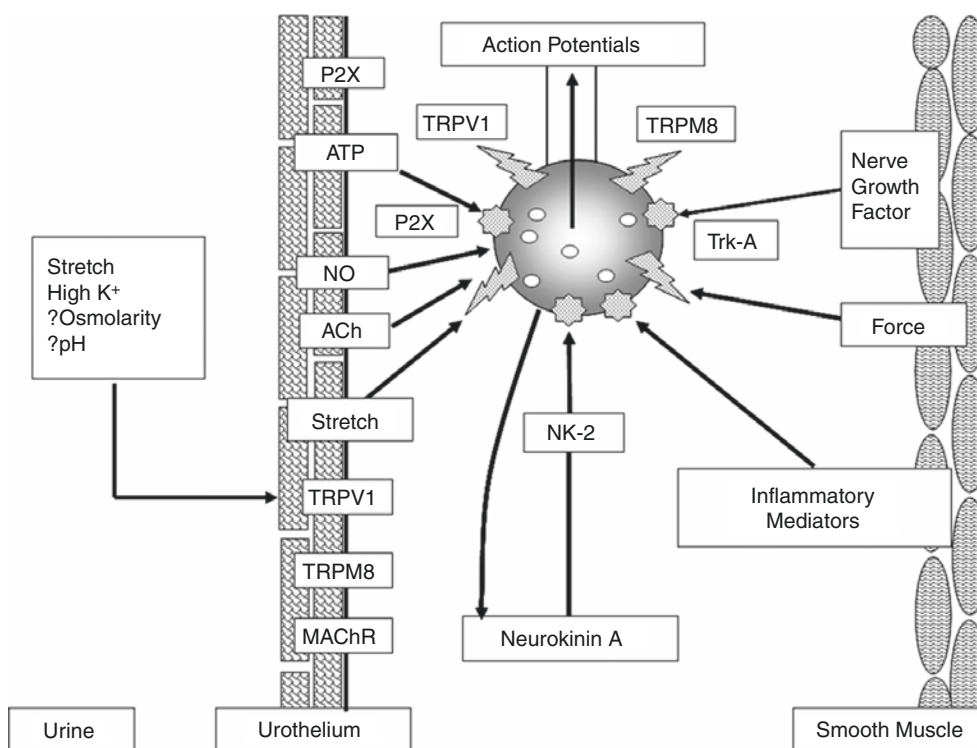 Action Potentials
P2X
TRPV1
TRPM8
ATP
Nerve
Growth
Factor
P2X
Trk-A
Stretch
High K⁺
?Osmolarity
?pH
NO
ACh
Force
Stretch
NK-2
TRPV1
Inflammatory
Mediators
TRPM8
MAChR
Neurokinin A
Urine
Urothelium
Smooth Muscle